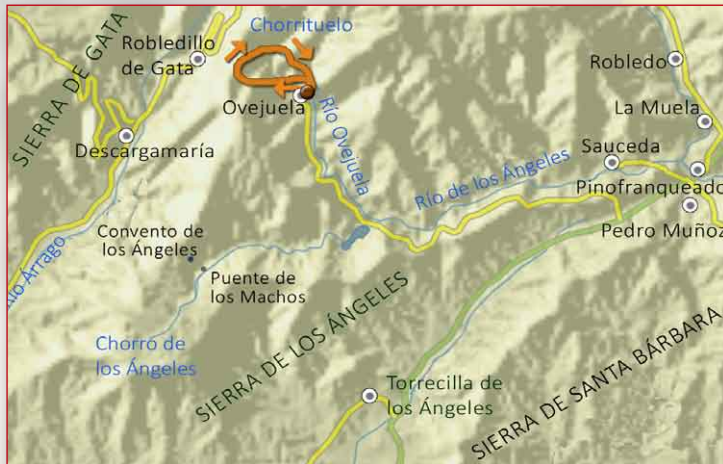 Chorrituelo
Robledillo
de Gata
SIERRA DE GATA
Ovejuela
Descargamaría
Río Ovejuela
Robledo
La Muela
Sauceda
Río de los Ángeles
Pinofranqueado
Pedro Muñoz
Convento de
los Ángeles
Árrago
Puente de
los Machos
Chorro de
los Ángeles
SIERRA DE LOS ÁNGELES
Torrecilla de
los Ángeles
SIERRA DE SANTA BÁRBARA